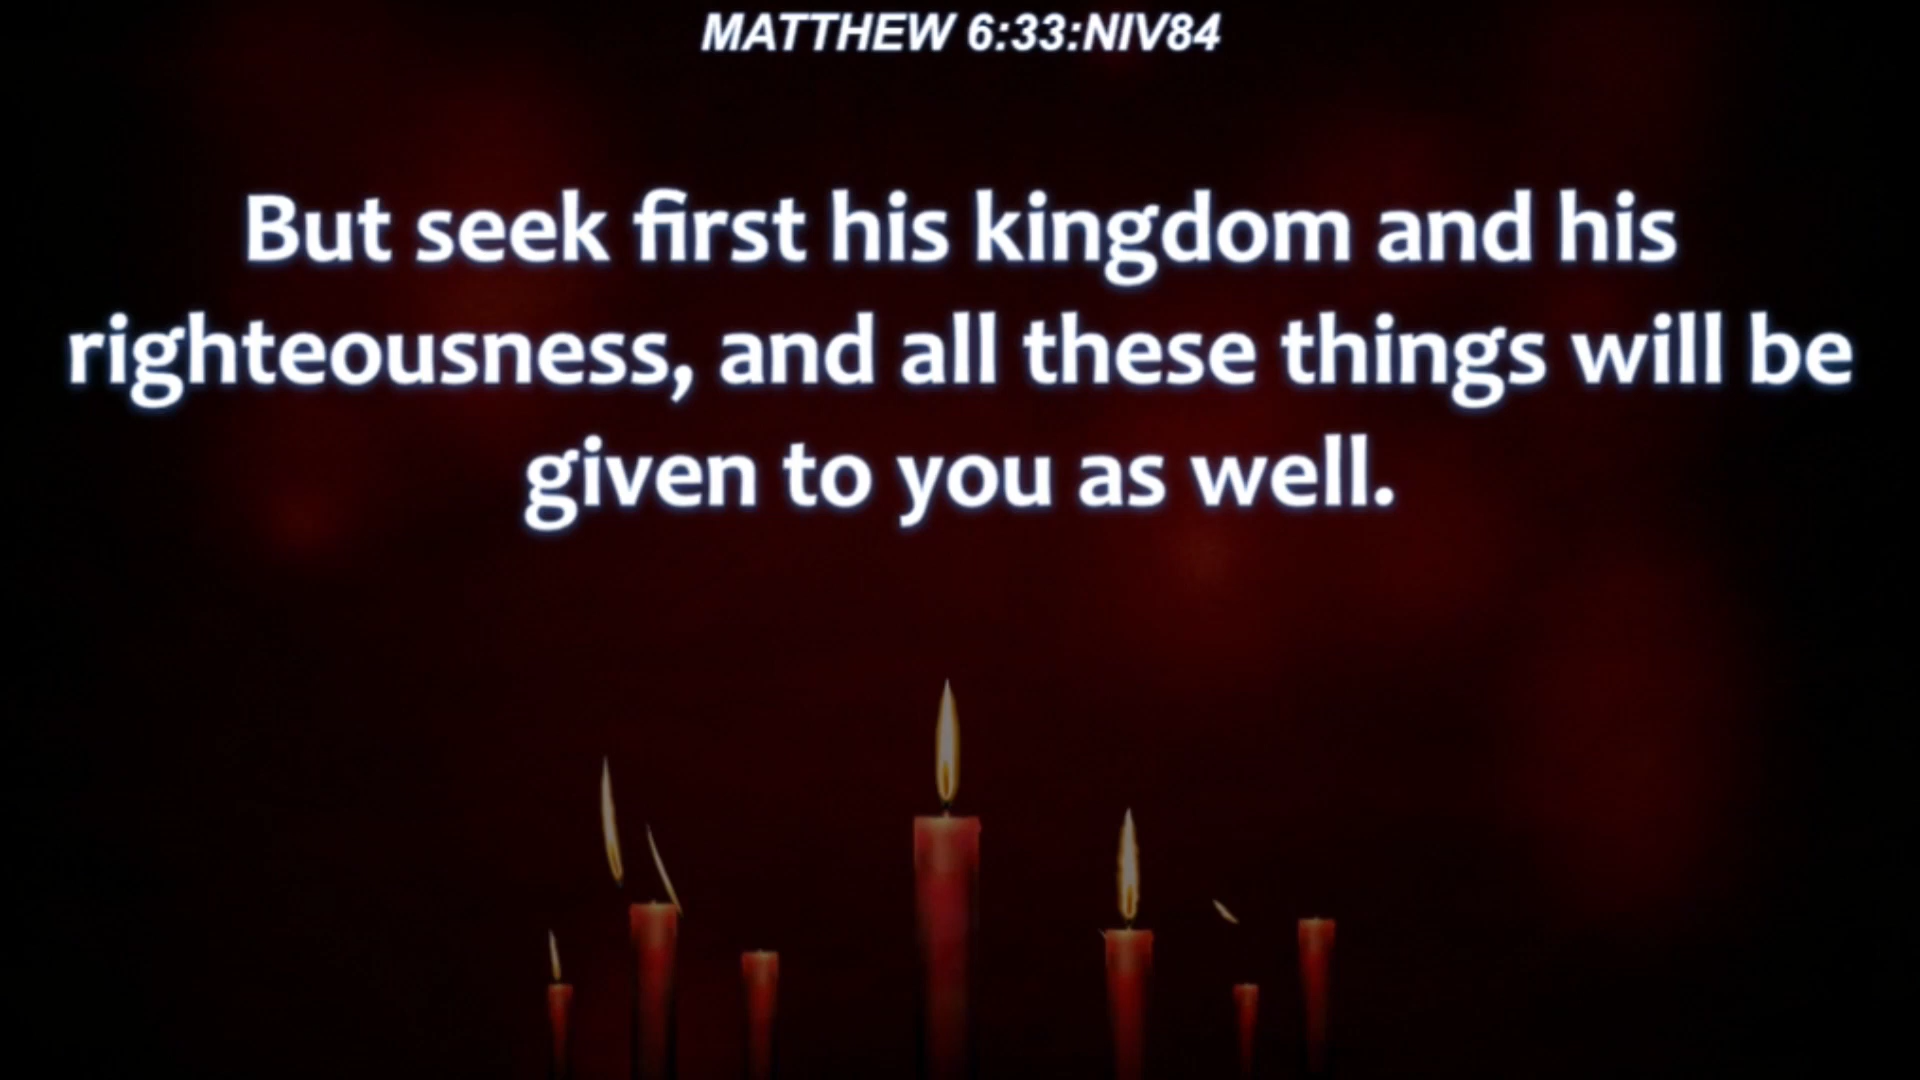 MATTHEW 6:33:NIV84
But seek first his kingdom and his
righteousness, and all these things will be
given to you as well.